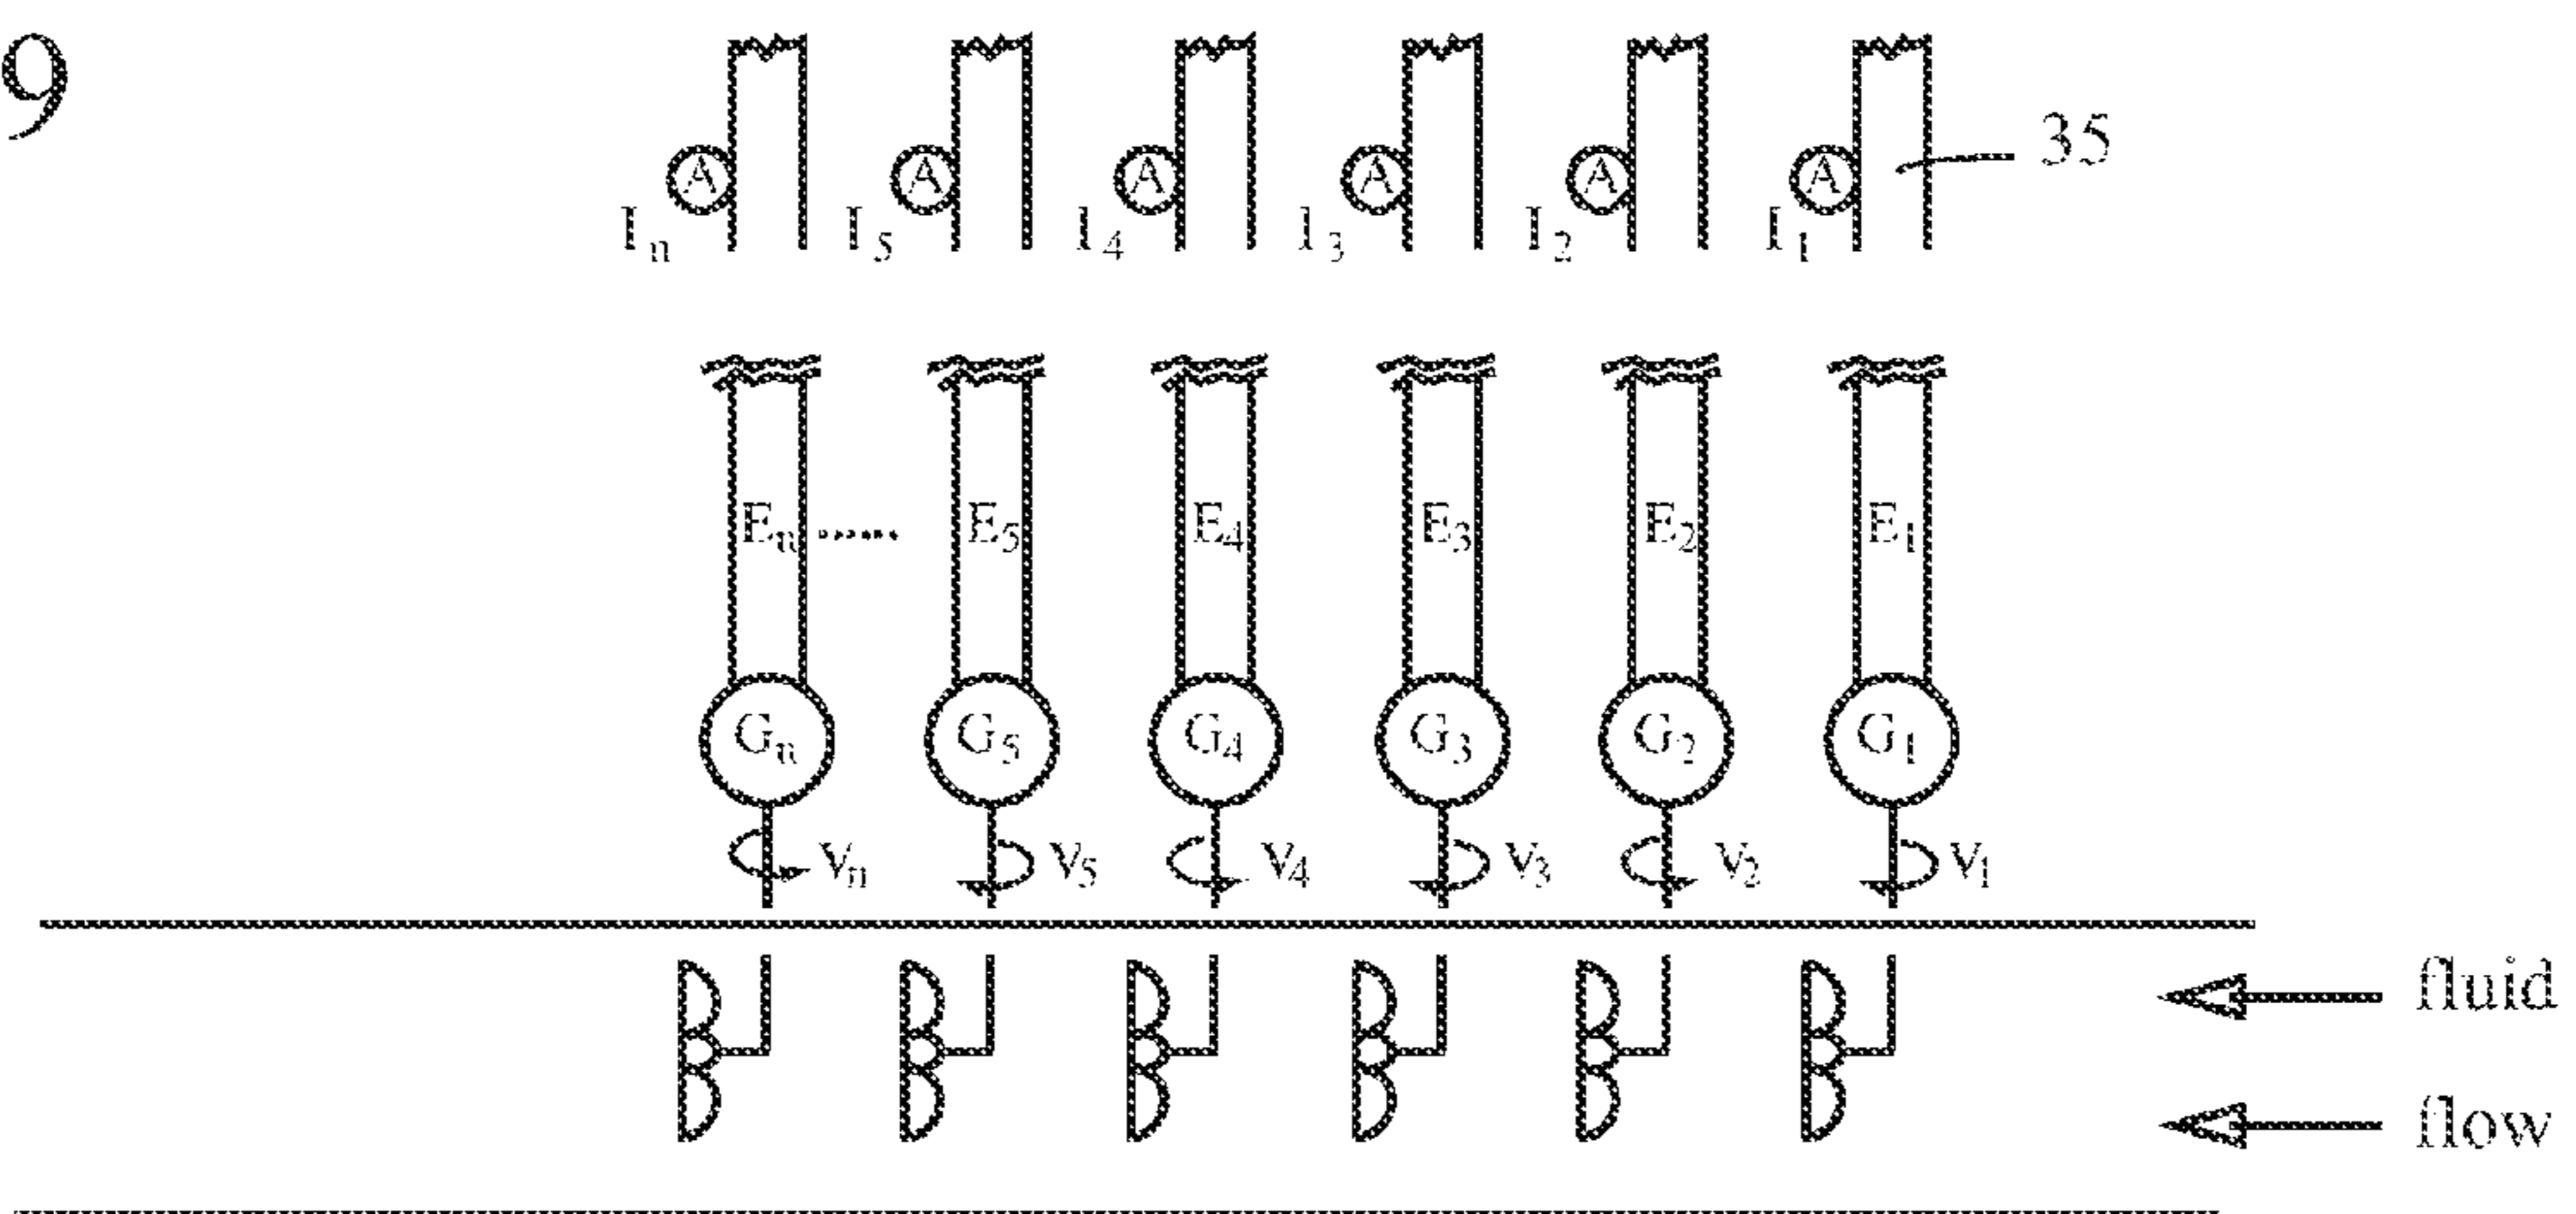 9
A A A A A A 35
Iₙ I₅ I₄ I₃ I₂ I₁
Eₙ ...... E₅ E₄ E₃ E₂ E₁
Gₙ G₅ G₄ G₃ G₂ G₁
Vₙ V₅ V₄ V₃ V₂ V₁
fluid
flow